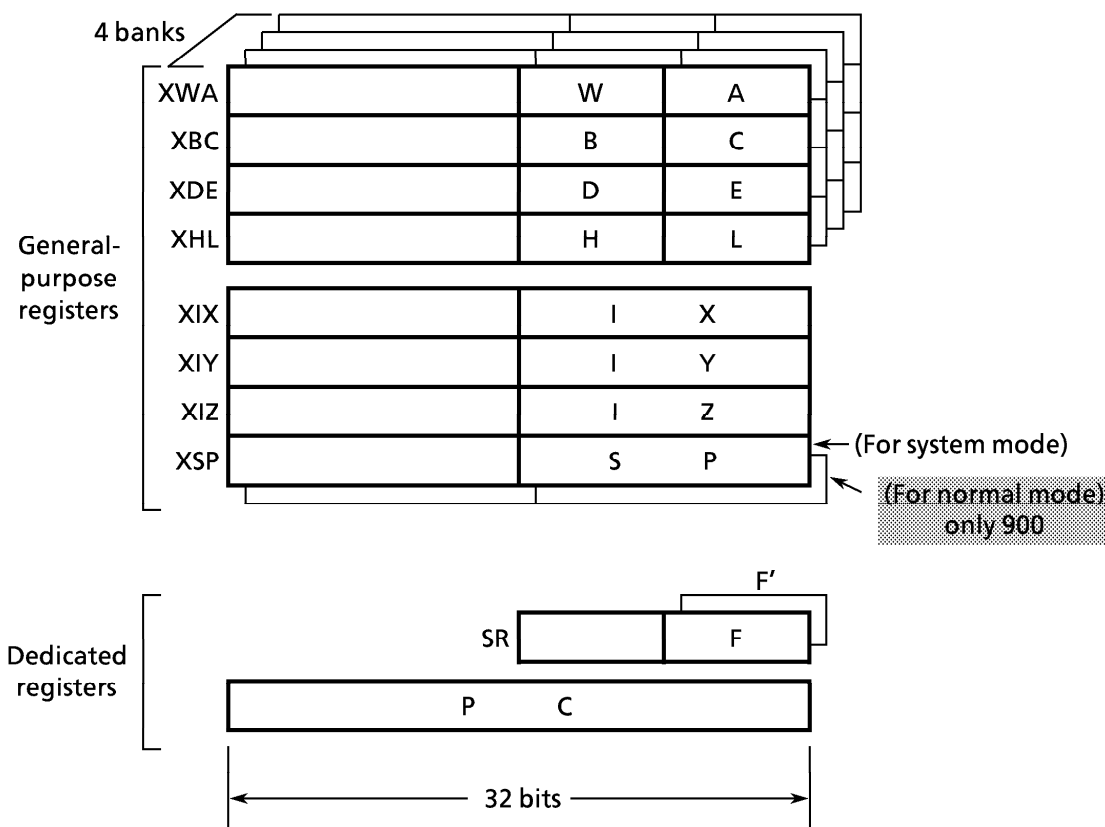 4 banks
XWA W A
XBC B C
XDE D E
XHL H L
General-
purpose
registers
XIX I X
XIY I Y
XIZ I Z
XSP S P
(For system mode)
(For normal mode)
only 900
F′
SR F
Dedicated
registers
P C
32 bits